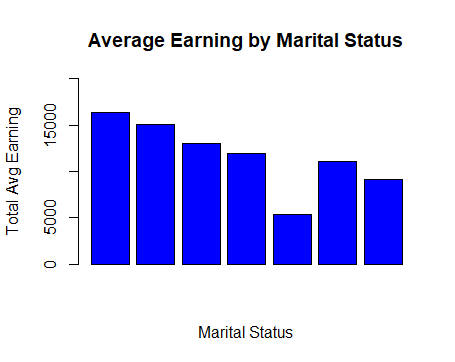 Average Earning by Marital Status
Total Avg Earning
15000
5000
0
Marital Status